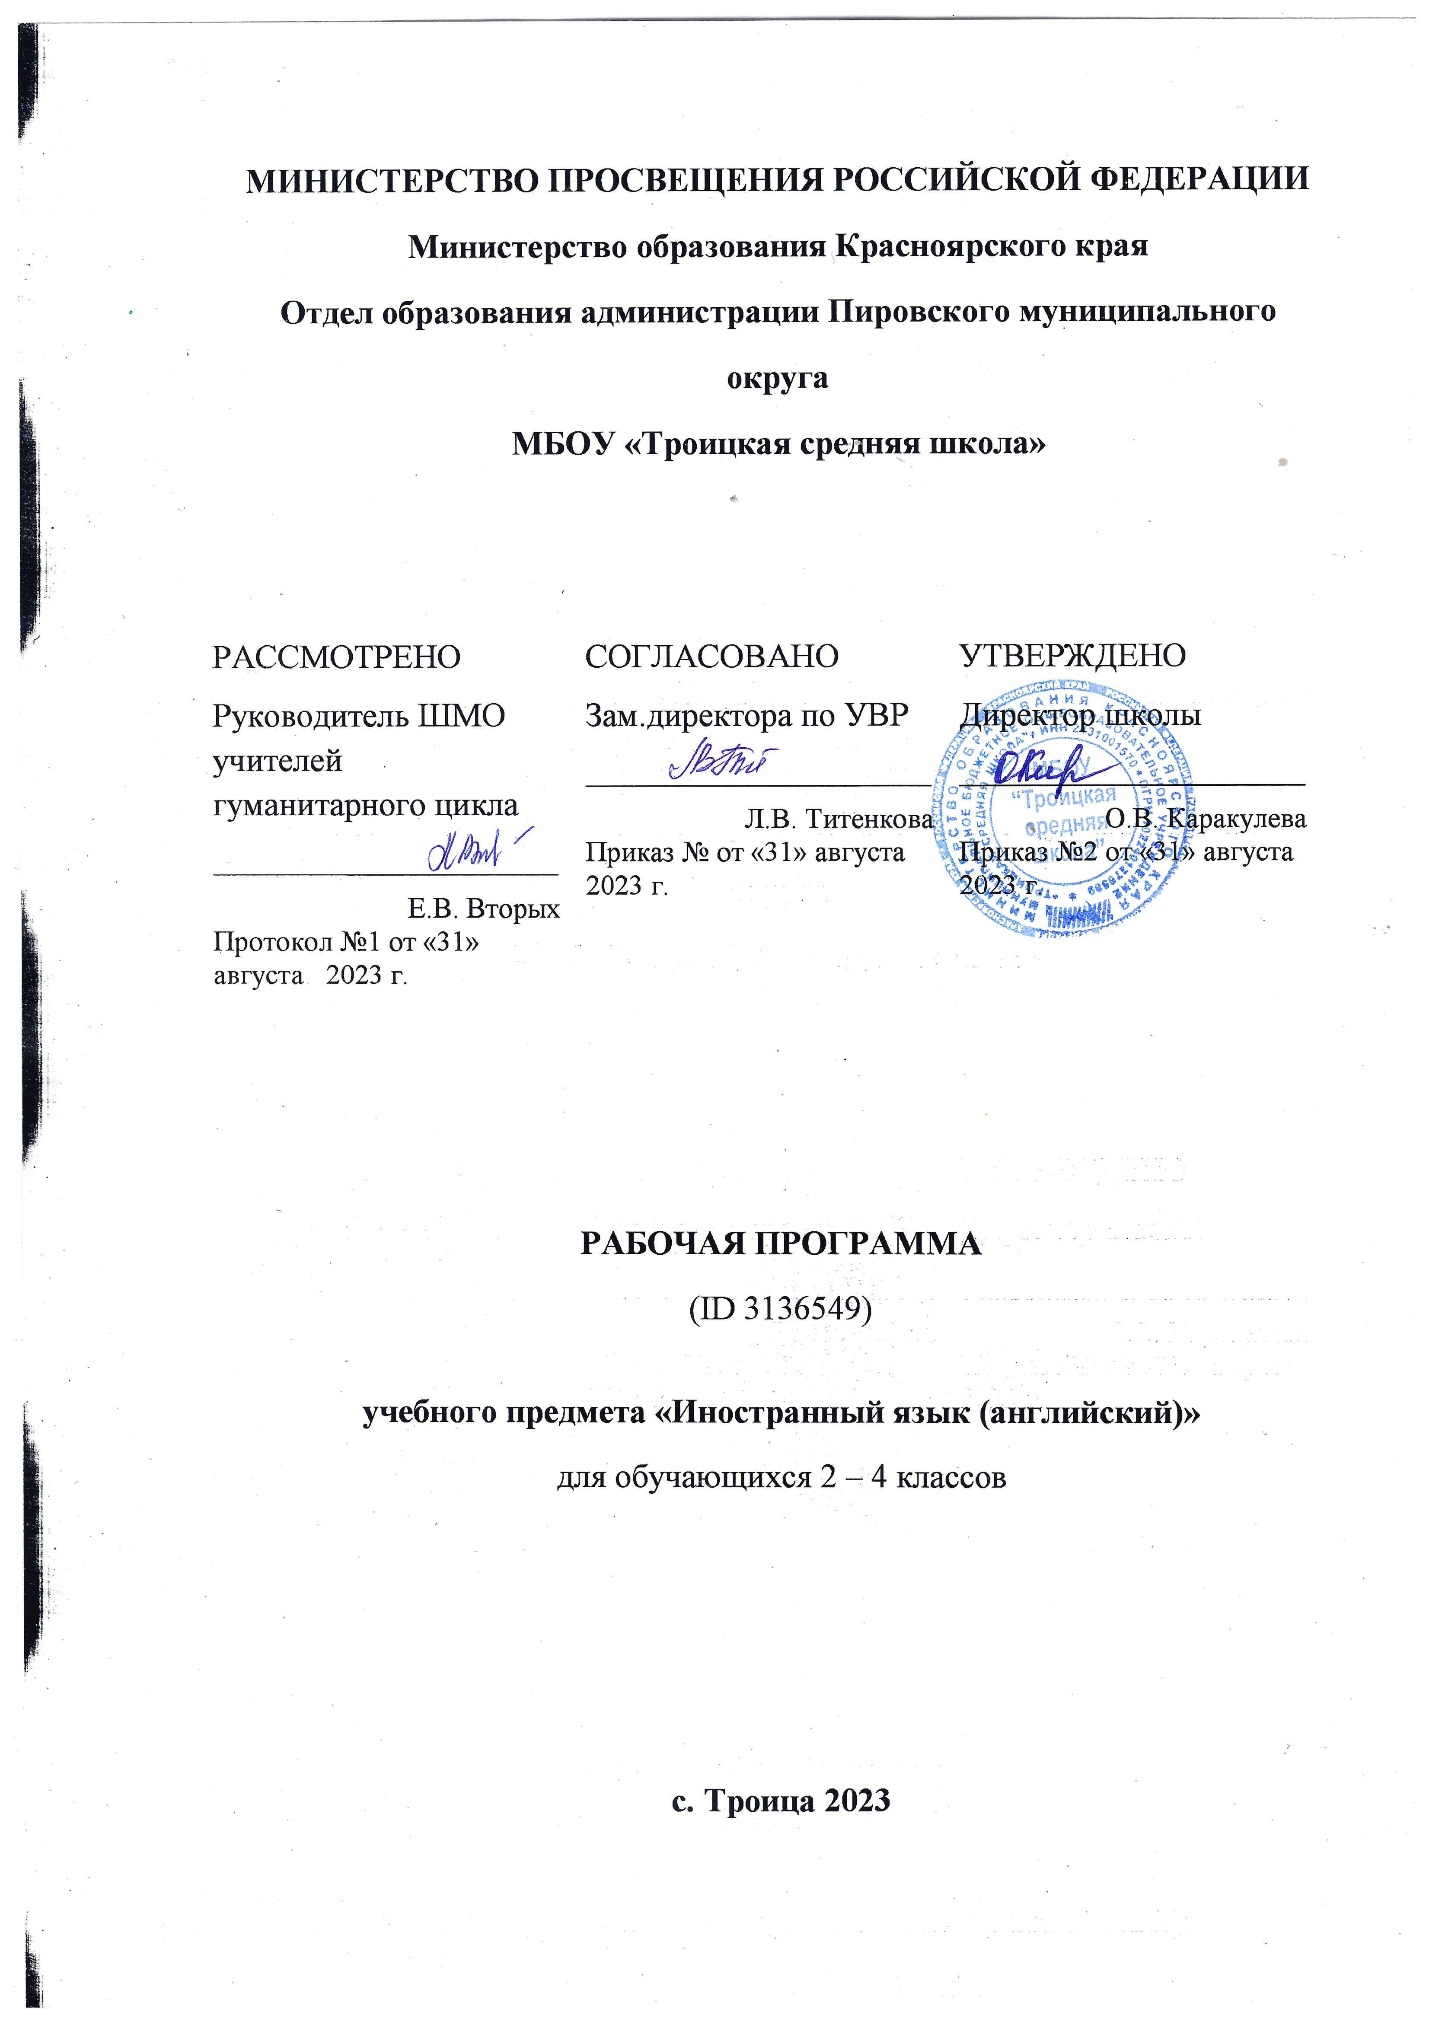 МИНИСТЕРСТВО ПРОСВЕЩЕНИЯ РОССИЙСКОЙ ФЕДЕРАЦИИ
Министерство образования Красноярского края
Отдел образования администрации Пировского муниципального
округа
МБОУ «Троицкая средняя школа»
РАССМОТРЕНО
Руководитель ШМО
учителей
гуманитарного цикла
Е.В. Вторых
Протокол №1 от «31»
августа 2023 г.
СОГЛАСОВАНО
Зам.директора по УВР
Л.В. Титенкова
Приказ № от «31» августа
2023 г.
УТВЕРЖДЕНО
Директор школы
О.В. Каракулева
Приказ №2 от «31» августа
2023 г.
МБОУ
“Троицкая
средняя
школа”
РАБОЧАЯ ПРОГРАММА
(ID 3136549)
учебного предмета «Иностранный язык (английский)»
для обучающихся 2 – 4 классов
с. Троица 2023